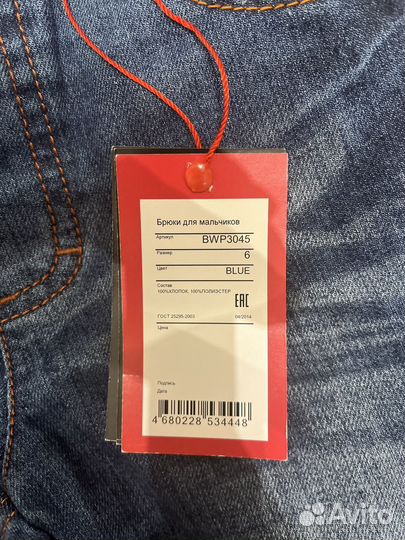 Брюки для мальчиков
Артикул BWP3045
Размер 6
Цвет BLUE
Состав
100%ХЛОПОК, 100%ПОЛИЭСТЕР
EAC
ГОСТ 25295-2003 04/2014
Цена
Подпись
Дата
4 680228 534448
Avito